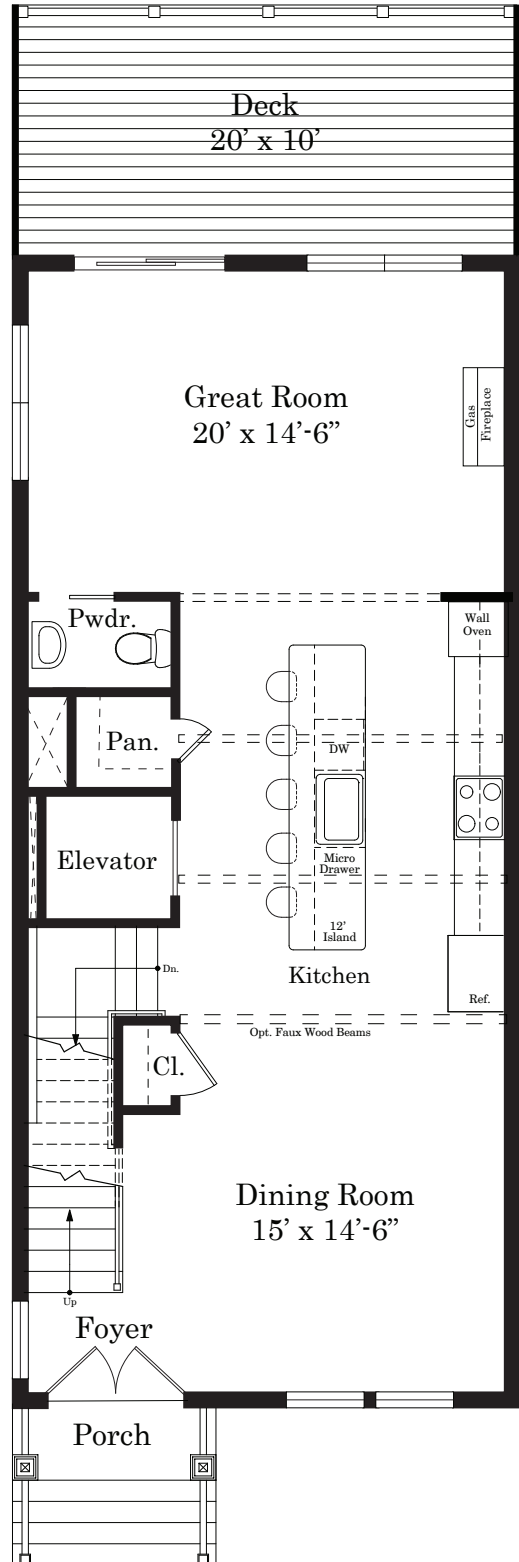 Deck
20’ x 10’
Great Room
20’ x 14’-6”
Gas
Fireplace
Pwdr.
Wall
Oven
Pan.
DW
Elevator
Micro
Drawer
12’
Island
Dn.
Kitchen
Ref.
Opt. Faux Wood Beams
Cl.
Dining Room
15’ x 14’-6”
Up
Foyer
Porch